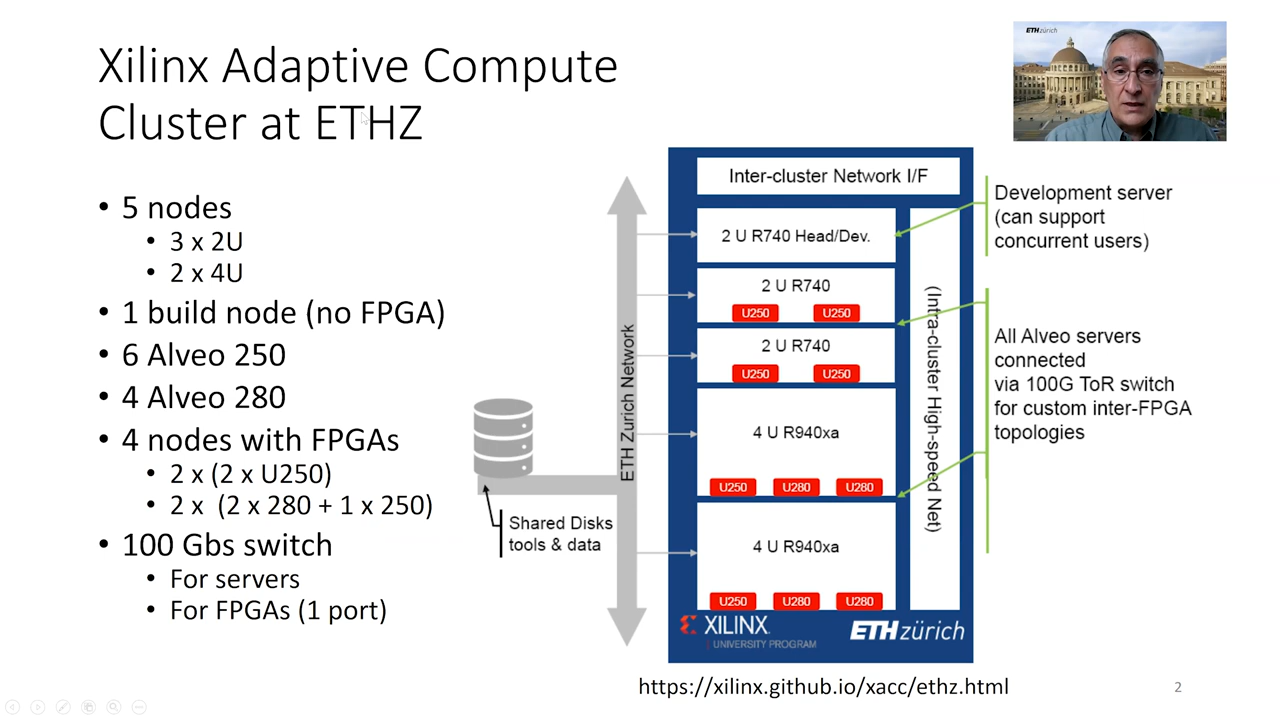 Xilinx Adaptive Compute
Cluster at ETHZ
• 5 nodes
• 3 x 2U
• 2 x 4U
• 1 build node (no FPGA)
• 6 Alveo 250
• 4 Alveo 280
• 4 nodes with FPGAs
• 2 x (2 x U250)
• 2 x (2 x 280 + 1 x 250)
• 100 Gbs switch
• For servers
• For FPGAs (1 port)
Shared Disks
tools & data
ETH Zurich Network
Inter-cluster Network I/F
2 U R740 Head/Dev.
2 U R740
U250 U250
2 U R740
U250 U250
4 U R940xa
U250 U280 U280
4 U R940xa
U250 U280 U280
(Intra-cluster High-speed Net)
XILINX
UNIVERSITY PROGRAM
ETH zürich
ETH zürich
Development server
(can support
concurrent users)
All Alveo servers
connected
via 100G ToR switch
for custom inter-FPGA
topologies
https://xilinx.github.io/xacc/ethz.html
2